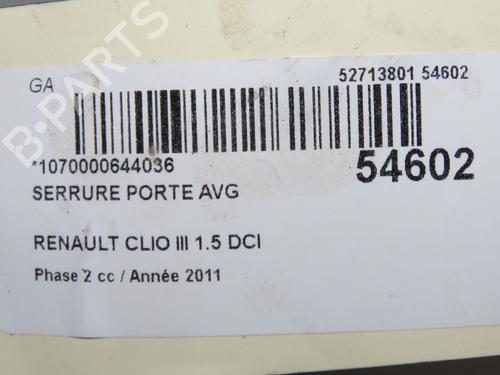 GA
52713801 54602
*1070000644036
54602
SERRURE PORTE AVG
RENAULT CLIO III 1.5 DCI
Phase 2 cc / Année 2011
B-PARTS